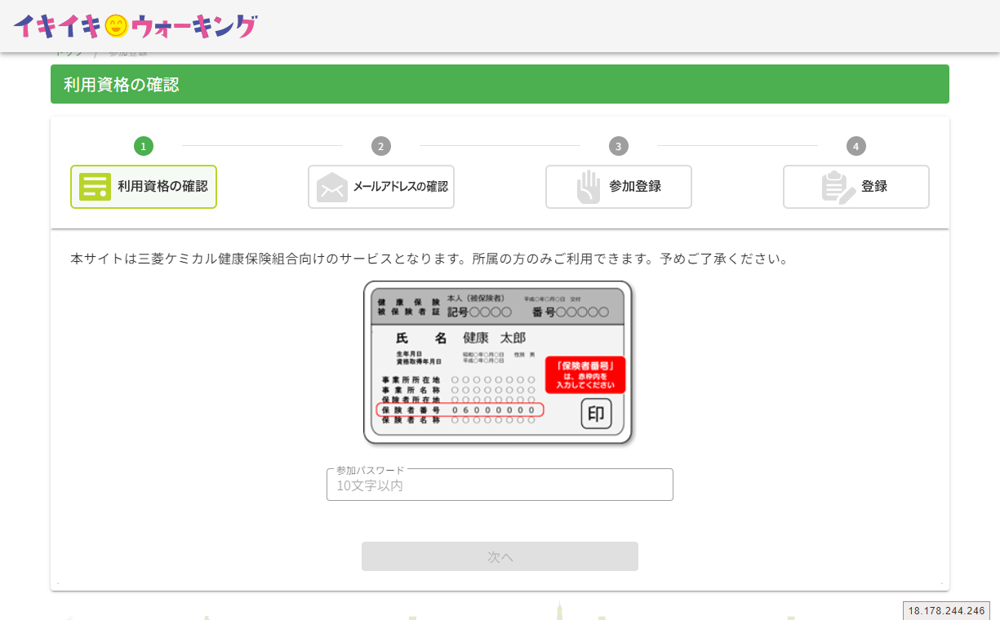 イキイキウォーキング
トップ / 参加登録
利用資格の確認
1
2
3
4
利用資格の確認
メールアドレスの確認
参加登録
登録
本サイトは三菱ケミカル健康保険組合向けのサービスとなります。所属の方のみご利用できます。予めご了承ください。
健康保険 本人（被保険者） 平成○年○月○日 交付
被保険者証 記号○○○○ 番号○○○○○
氏名 健康 太郎
生年月日 昭和○年○月○日 性別 男
資格取得年月日 平成○年○月○日
「保険者番号」
は、赤枠内を
入力してください
事業所所在地 ○○○○○○○○
事業所名称 ○○○○○○○○
保険者所在地 ○○○○○○○○
保険者番号 06000000
保険者名称 ○○○○○○○○
印
参加パスワード
10文字以内
次へ
18.178.244.246